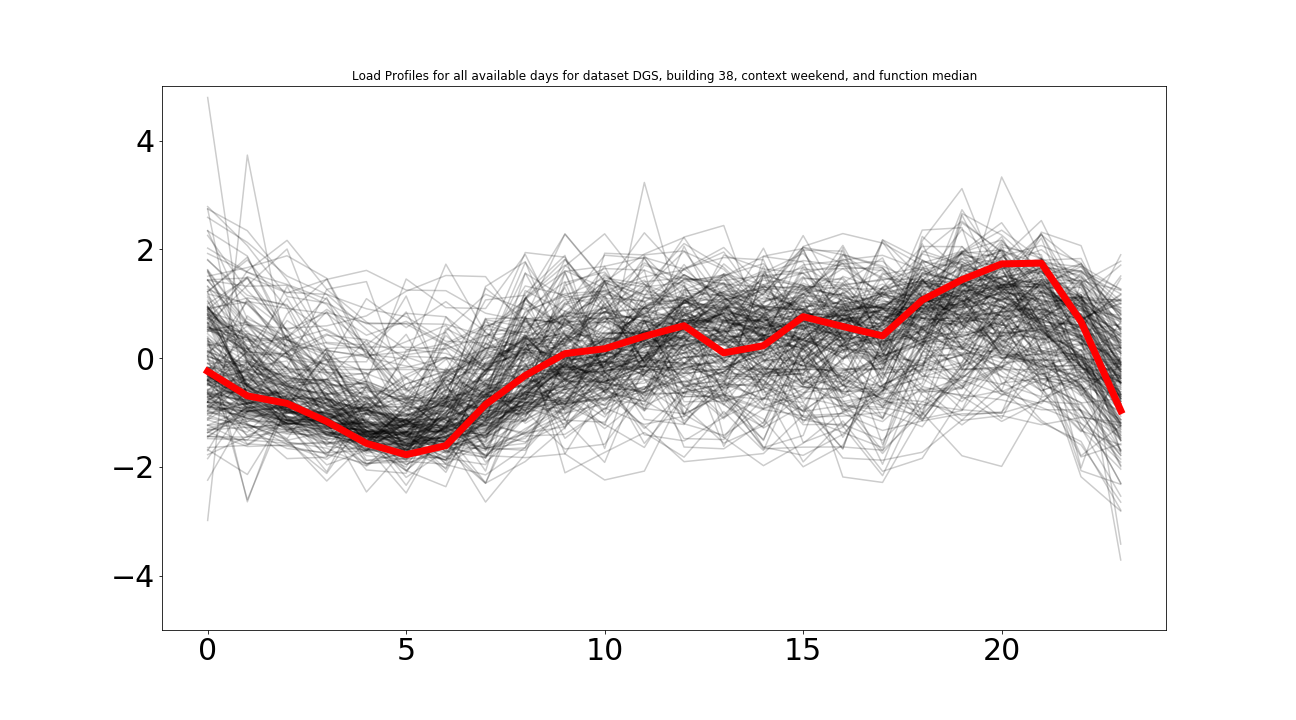 Load Profiles for all available days for dataset DGS, building 38, context weekend, and function median
4
2
0
−2
−4
0 5 10 15 20